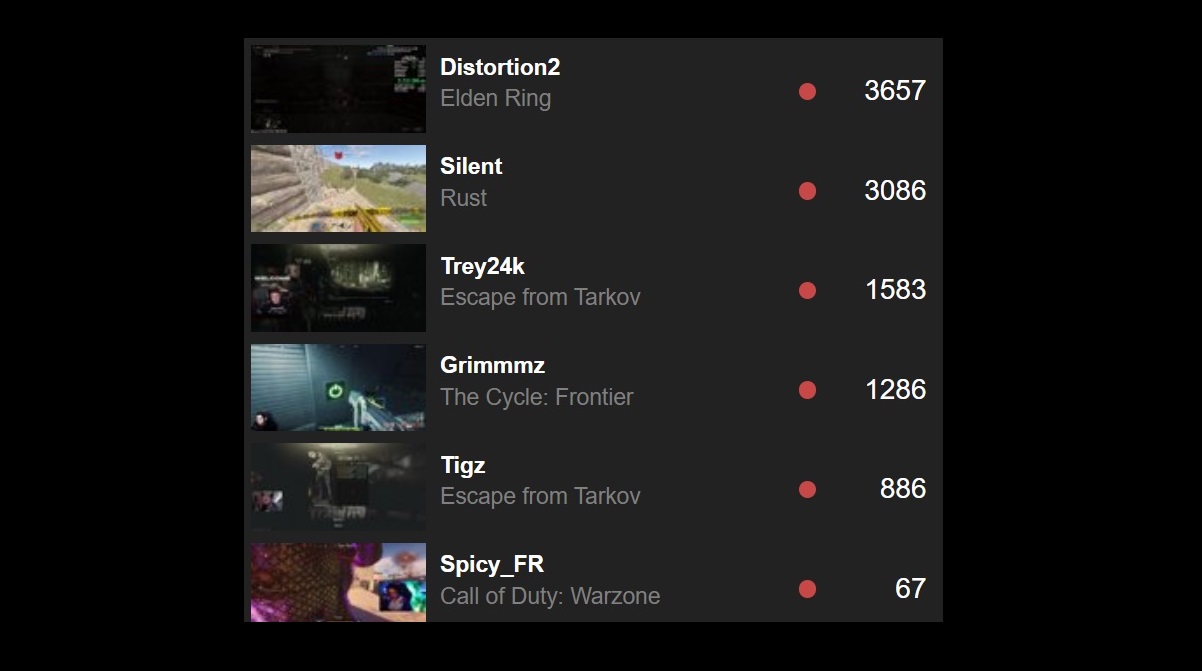 Distortion2
Elden Ring
3657
Silent
Rust
3086
Trey24k
Escape from Tarkov
1583
Grimmmz
The Cycle: Frontier
1286
Tigz
Escape from Tarkov
886
Spicy_FR
Call of Duty: Warzone
67